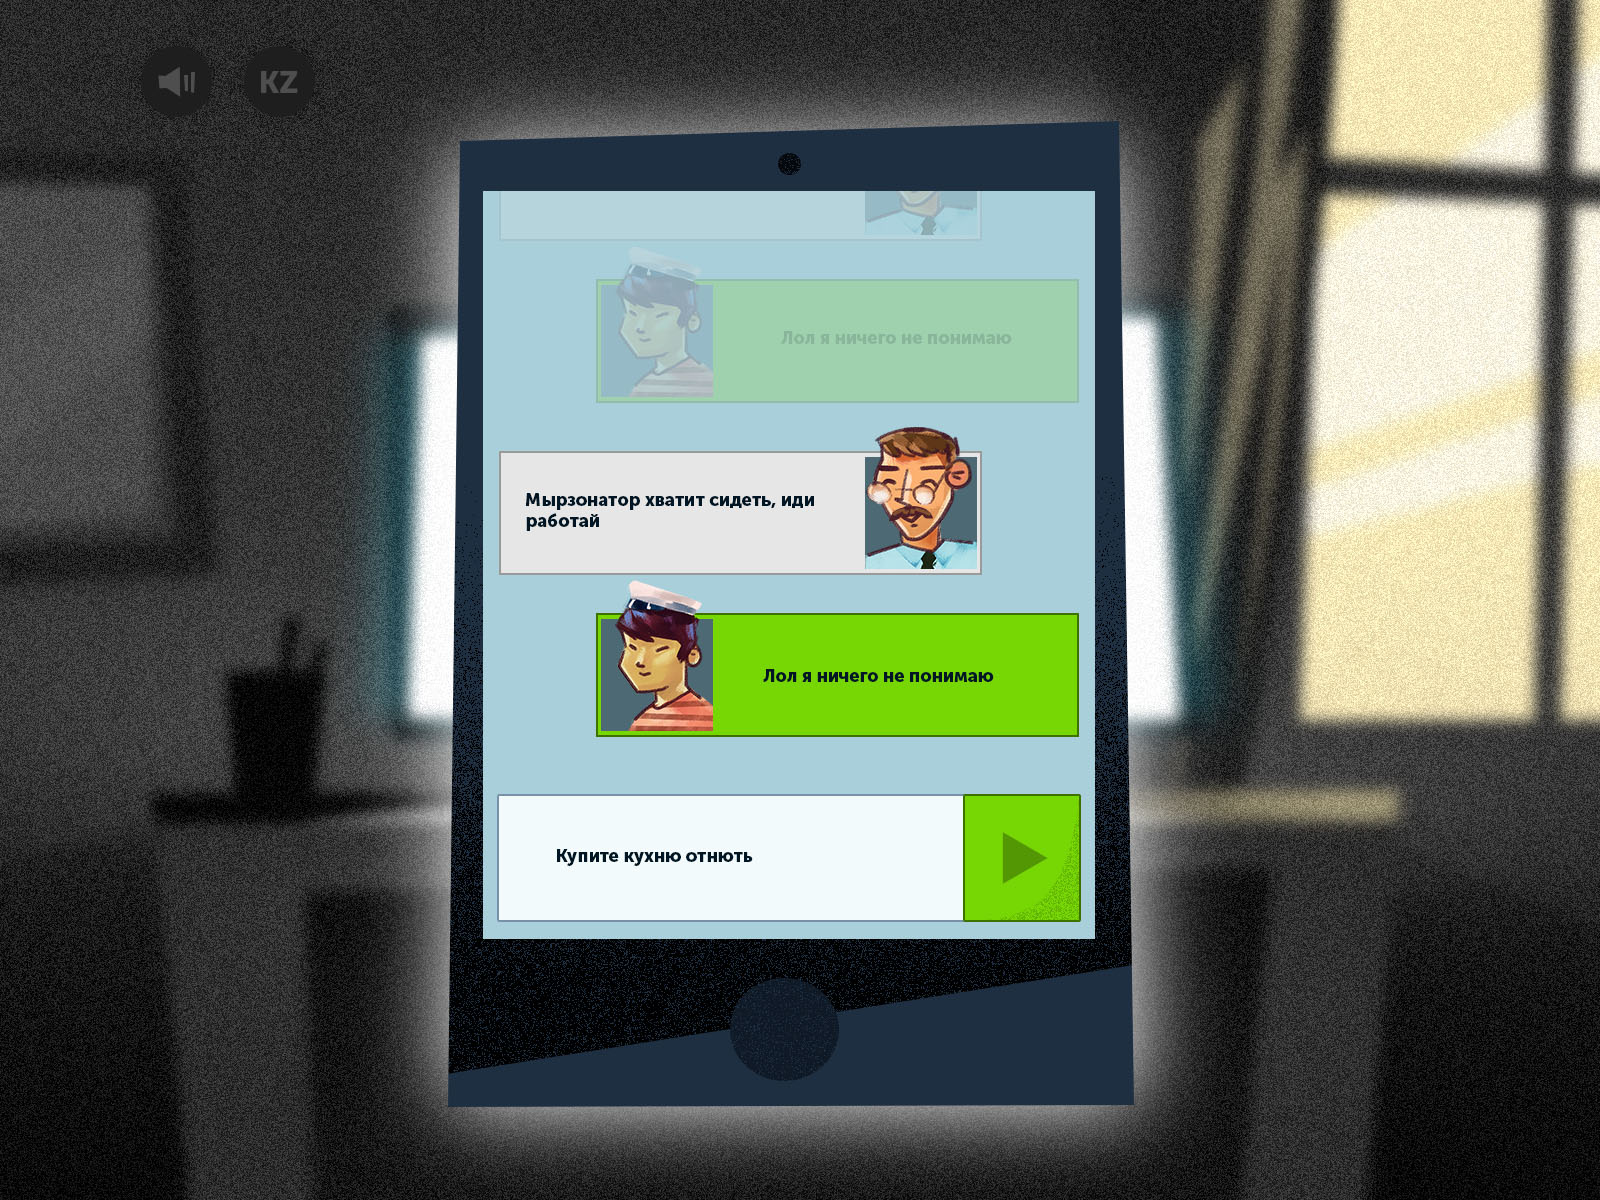 KZ
Лол я ничего не понимаю
Мырзонатор хватит сидеть, иди
работай
Лол я ничего не понимаю
Купите кухню отнють